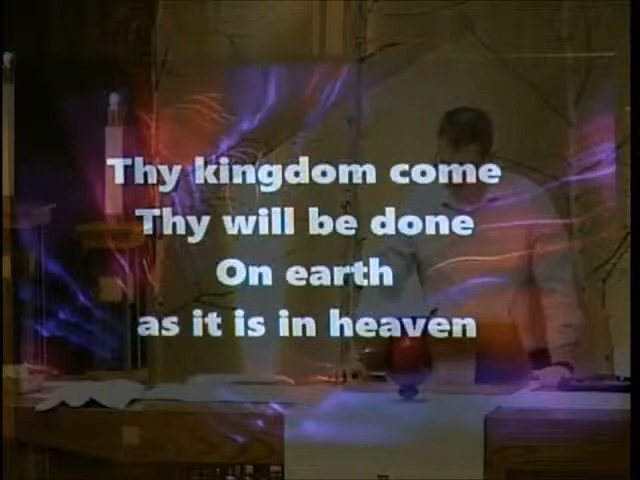 Thy kingdom come
Thy will be done
On earth
as it is in heaven